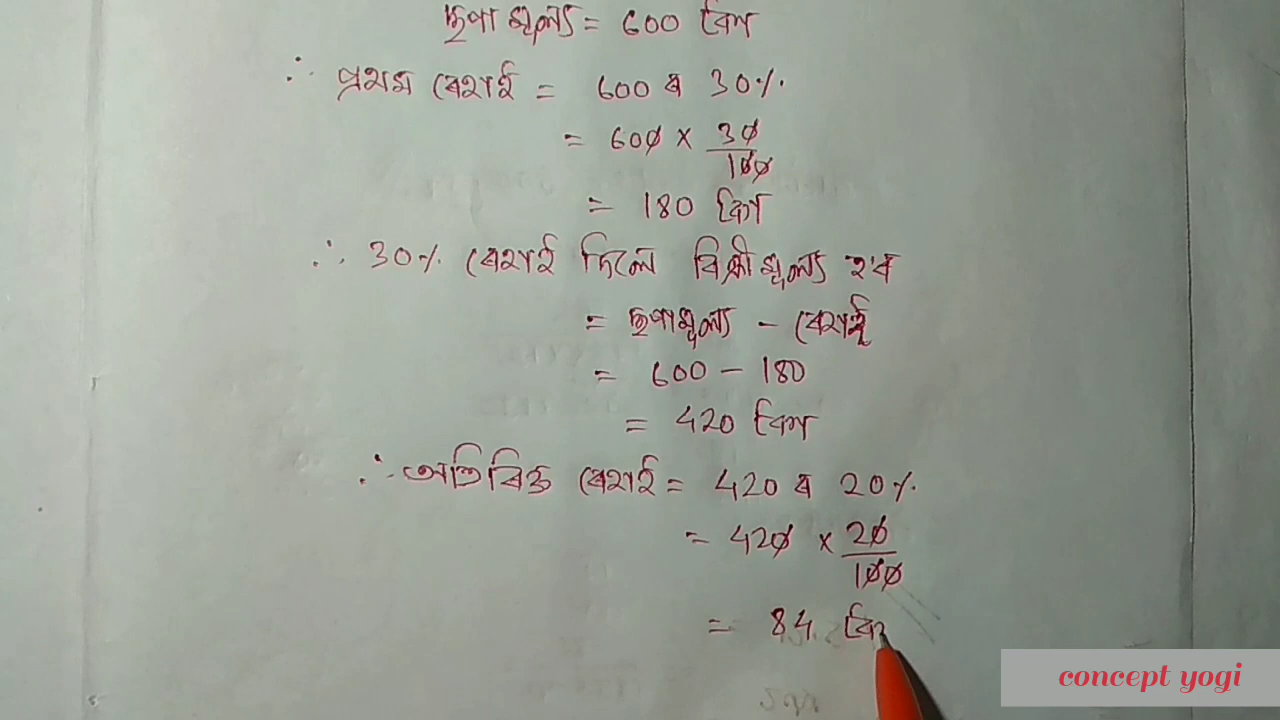 ছপা মূল্য = 600 টকা
∴ প্ৰথম ৰেহাই = 600 ৰ 30%
= 600 × 30/100
= 180 টকা
∴ 30% ৰেহাই দিলে বিক্ৰীমূল্য হ'ব
= ছপামূল্য - ৰেহাই
= 600 - 180
= 420 টকা
∴ অতিৰিক্ত ৰেহাই = 420 ৰ 20%
= 420 × 20/100
= 84
concept yogi